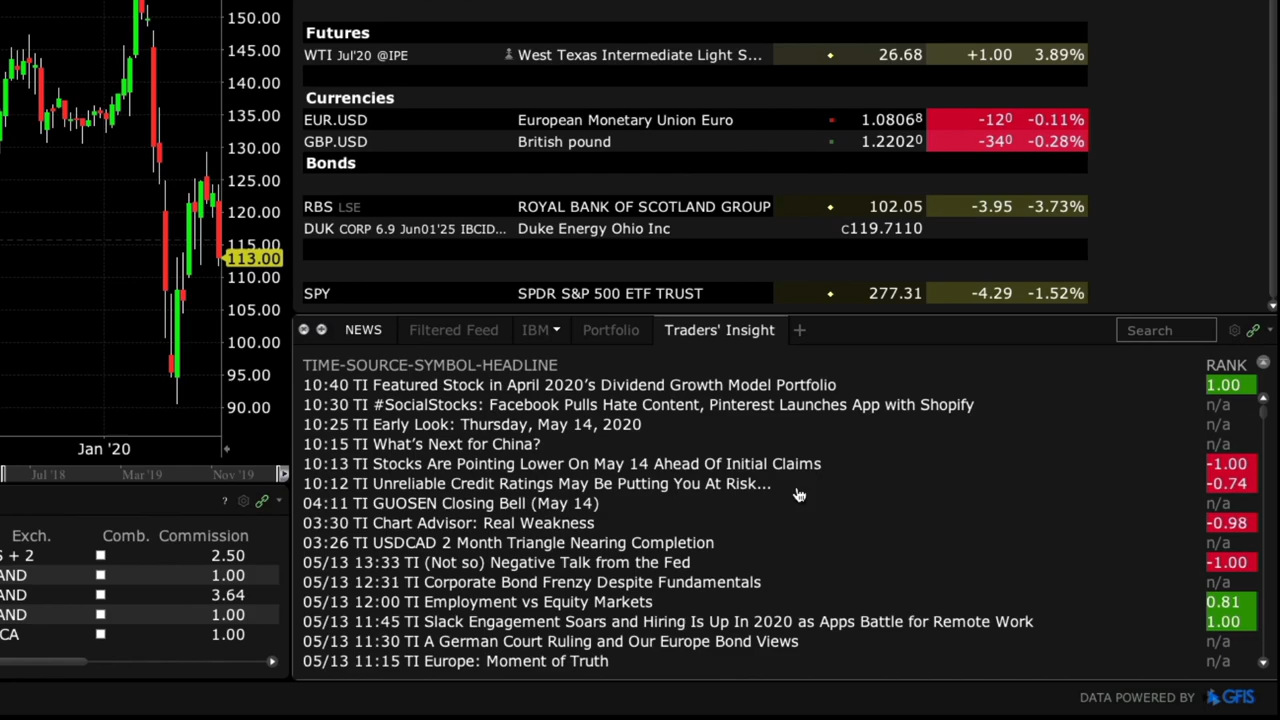 150.00
145.00
140.00
135.00
130.00
125.00
120.00
115.00
113.00
110.00
105.00
100.00
95.00
90.00
Jan '20
Jul '18 Mar '19 Nov '19
?
Exch. Comb. Commission
S + 2 2.50
AND 1.00
AND 3.64
AND 1.00
CA 1.00
Futures
WTI Jul'20 @IPE West Texas Intermediate Light S... 26.68 +1.00 3.89%
Currencies
EUR.USD European Monetary Union Euro 1.08068 -120 -0.11%
GBP.USD British pound 1.22020 -340 -0.28%
Bonds
RBS LSE ROYAL BANK OF SCOTLAND GROUP 102.05 -3.95 -3.73%
DUK CORP 6.9 Jun01'25 IBCID... Duke Energy Ohio Inc c119.7110
SPY SPDR S&P 500 ETF TRUST 277.31 -4.29 -1.52%
NEWS Filtered Feed IBM Portfolio Traders' Insight + Search
TIME-SOURCE-SYMBOL-HEADLINE RANK
10:40 TI Featured Stock in April 2020's Dividend Growth Model Portfolio 1.00
10:30 TI #SocialStocks: Facebook Pulls Hate Content, Pinterest Launches App with Shopify n/a
10:25 TI Early Look: Thursday, May 14, 2020 n/a
10:15 TI What's Next for China? n/a
10:13 TI Stocks Are Pointing Lower On May 14 Ahead Of Initial Claims -1.00
10:12 TI Unreliable Credit Ratings May Be Putting You At Risk... -0.74
04:11 TI GUOSEN Closing Bell (May 14) n/a
03:30 TI Chart Advisor: Real Weakness -0.98
03:26 TI USDCAD 2 Month Triangle Nearing Completion n/a
05/13 13:33 TI (Not so) Negative Talk from the Fed -1.00
05/13 12:31 TI Corporate Bond Frenzy Despite Fundamentals n/a
05/13 12:00 TI Employment vs Equity Markets 0.81
05/13 11:45 TI Slack Engagement Soars and Hiring Is Up In 2020 as Apps Battle for Remote Work 1.00
05/13 11:30 TI A German Court Ruling and Our Europe Bond Views n/a
05/13 11:15 TI Europe: Moment of Truth n/a
DATA POWERED BY GFIS